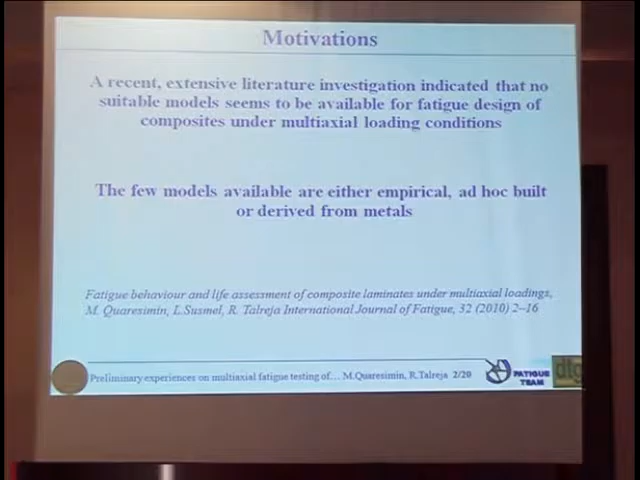 Motivations
A recent, extensive literature investigation indicated that no
suitable models seems to be available for fatigue design of
composites under multiaxial loading conditions
The few models available are either empirical, ad hoc built
or derived from metals
Fatigue behaviour and life assessment of composite laminates under multiaxial loadings,
M. Quaresimin, L.Susmel, R. Talreja International Journal of Fatigue, 32 (2010) 2–16
Preliminary experiences on multiaxial fatigue testing of... M.Quaresimin, R.Talreja 2/20
FATIGUE
TEAM
dtg